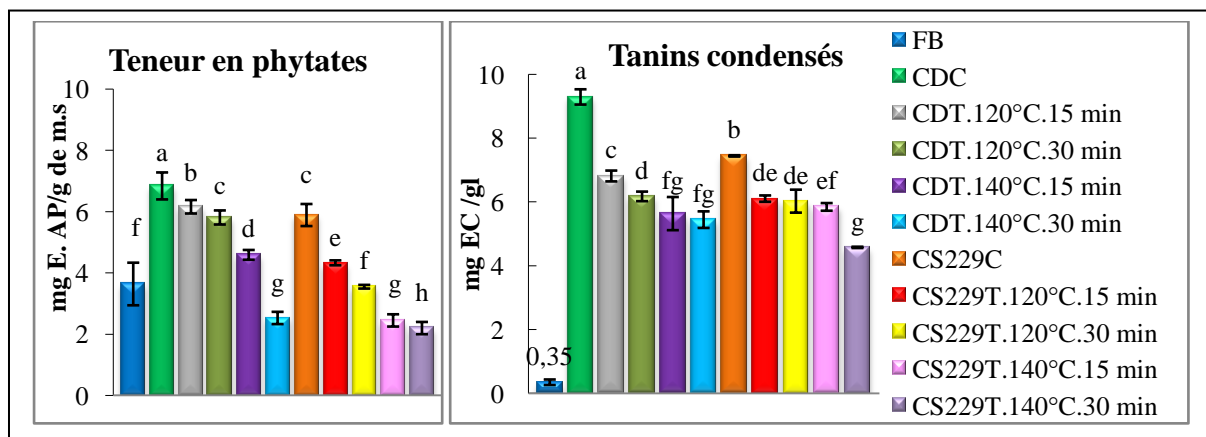 Teneur en phytates
mg E. AP/g de m.s
10
8
6
4
2
0
f
a
b
c
d
g
c
e
f
g
h
Tanins condensés
mg EC /gl
10
8
6
4
2
0
0,35
a
c
d
fg
fg
b
de
de
ef
g
FB
CDC
CDT.120°C.15 min
CDT.120°C.30 min
CDT.140°C.15 min
CDT.140°C.30 min
CS229C
CS229T.120°C.15 min
CS229T.120°C.30 min
CS229T.140°C.15 min
CS229T.140°C.30 min